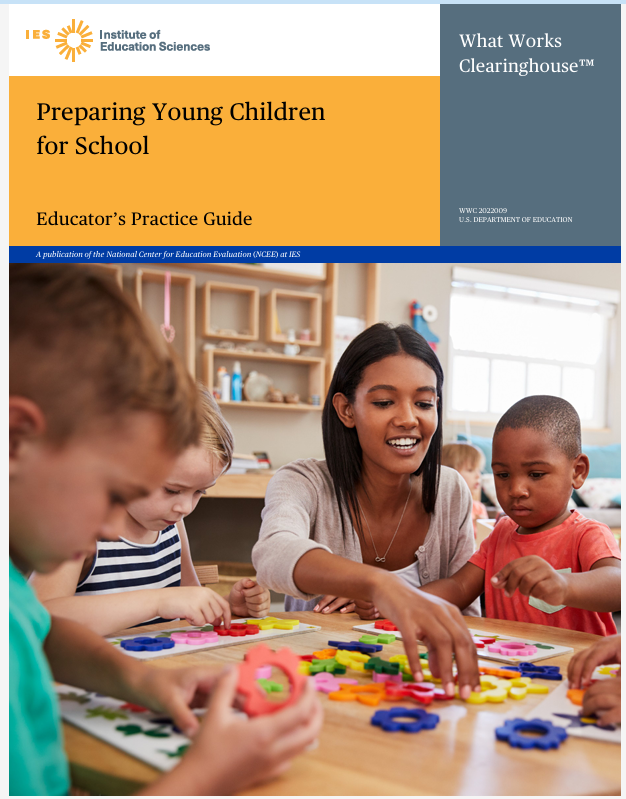 IES
Institute of
Education Sciences
What Works
Clearinghouse™
Preparing Young Children
for School
Educator’s Practice Guide
WWC 2022009
U.S. DEPARTMENT OF EDUCATION
A publication of the National Center for Education Evaluation (NCEE) at IES